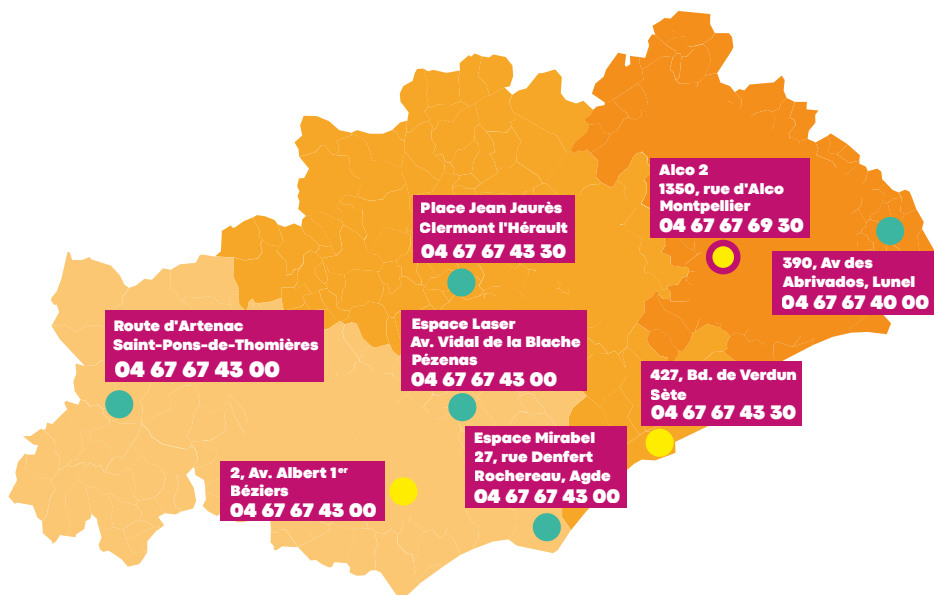 Alco 2
1350, rue d'Alco
Montpellier
04 67 67 69 30
Place Jean Jaurès
Clermont l'Hérault
04 67 67 43 30
390, Av des
Abrivados, Lunel
04 67 67 40 00
Route d'Artenac
Saint-Pons-de-Thomières
04 67 67 43 00
Espace Laser
Av. Vidal de la Blache
Pézenas
04 67 67 43 00
427, Bd. de Verdun
Sète
04 67 67 43 30
Espace Mirabel
27, rue Denfert
Rochereau, Agde
04 67 67 43 00
2, Av. Albert 1er
Béziers
04 67 67 43 00